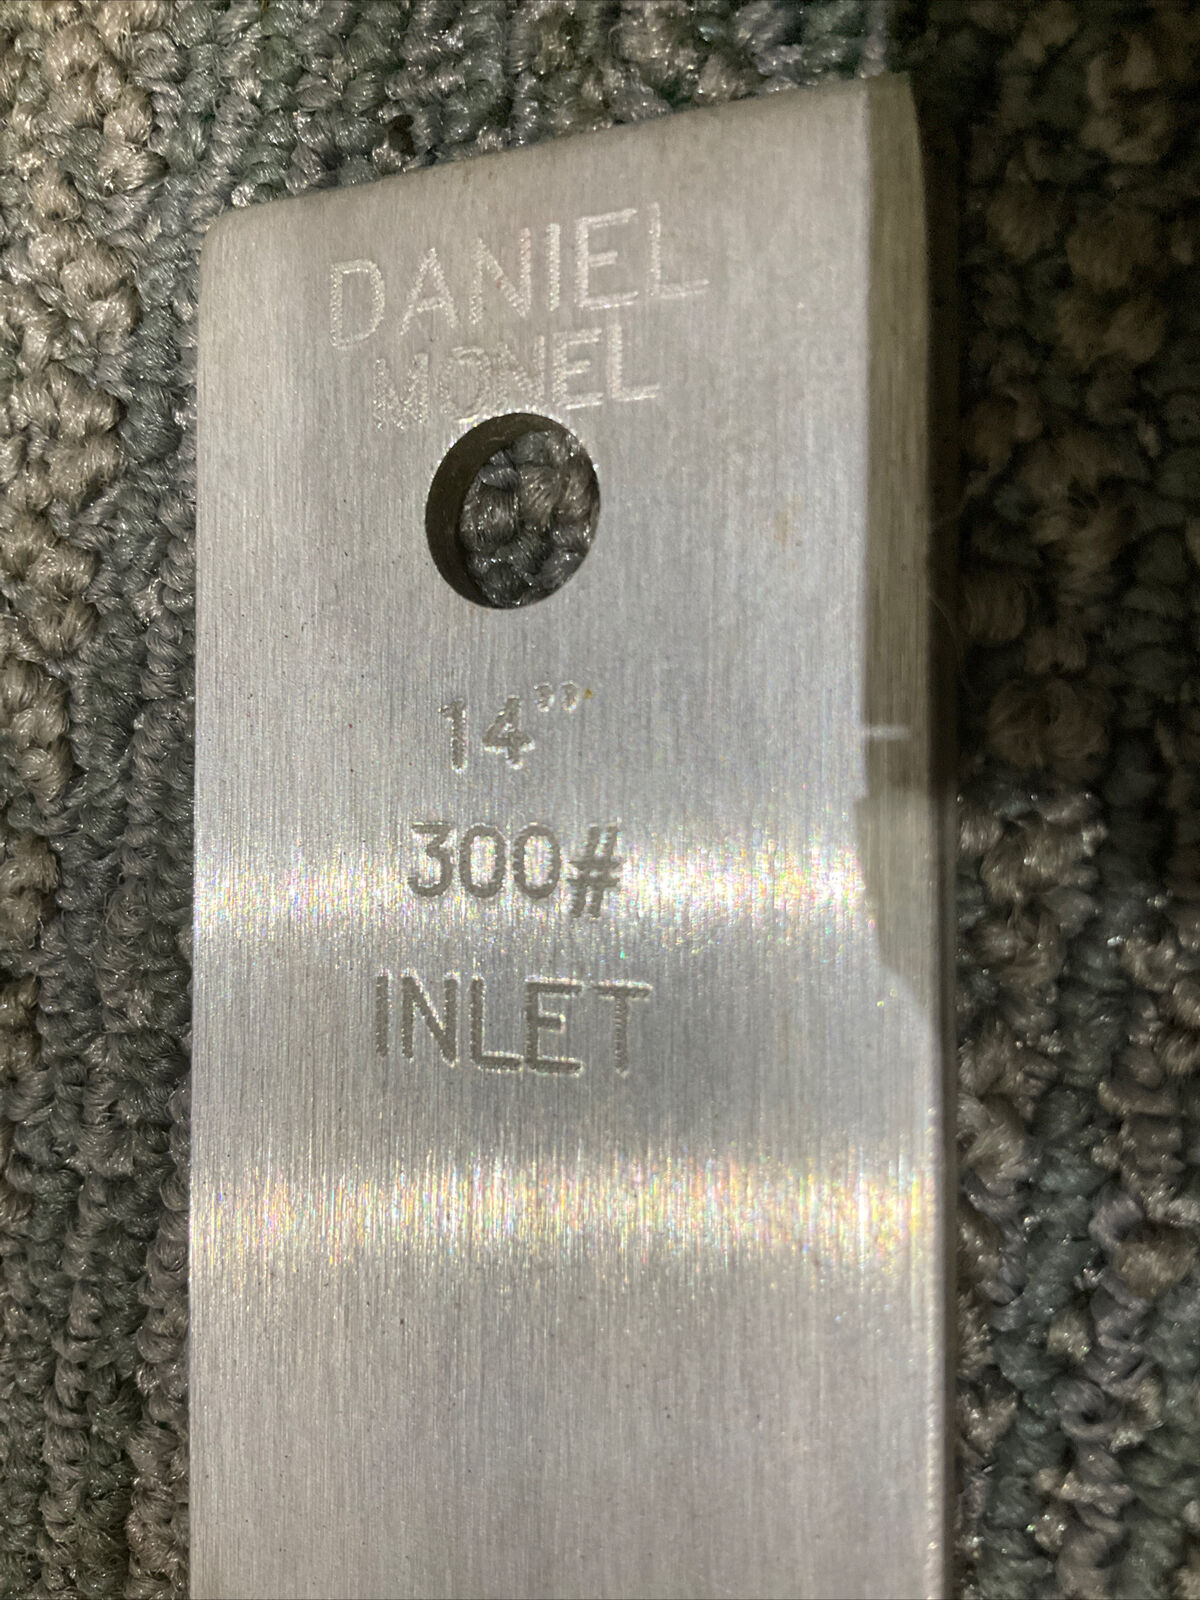 DANIEL
MONEL
14”
300#
INLET